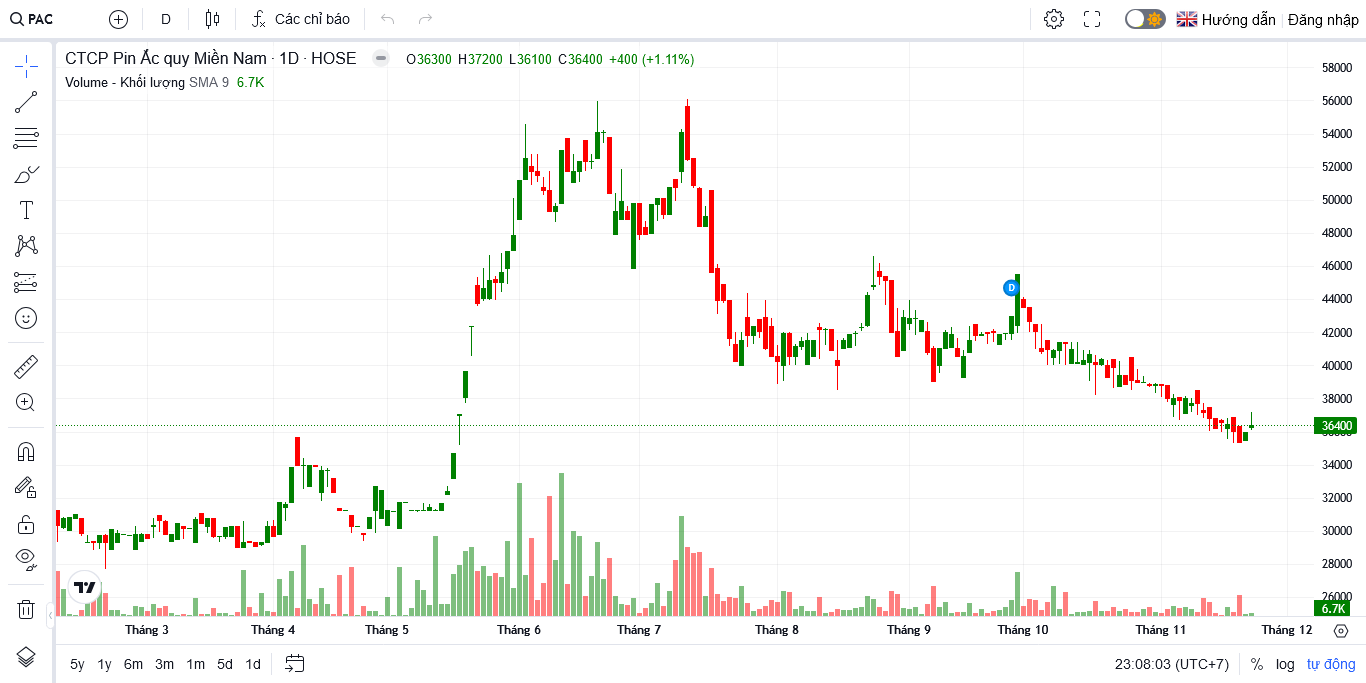 PAC D Các chỉ báo Hướng dẫn Đăng nhập
CTCP Pin Ắc quy Miền Nam · 1D · HOSE O36300 H37200 L36100 C36400 +400 (+1.11%)
Volume - Khối lượng SMA 9 6.7K
58000
56000
54000
52000
50000
48000
46000
44000
42000
40000
38000
36400
36000
34000
32000
30000
28000
26000
6.7K
D
Tháng 3 Tháng 4 Tháng 5 Tháng 6 Tháng 7 Tháng 8 Tháng 9 Tháng 10 Tháng 11 Tháng 12
5y 1y 6m 3m 1m 5d 1d 23:08:03 (UTC+7) % log tự động